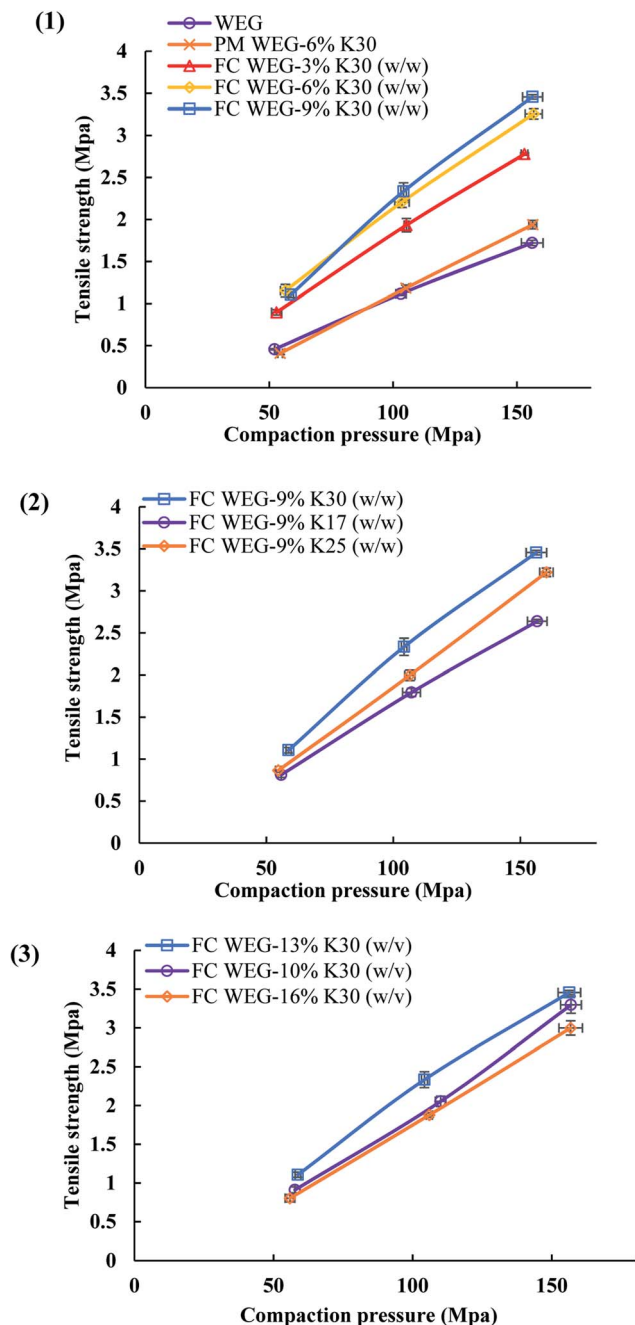 (1)
WEG
PM WEG-6% K30
FC WEG-3% K30 (w/w)
FC WEG-6% K30 (w/w)
FC WEG-9% K30 (w/w)
Tensile strength (Mpa)
4
3.5
3
2.5
2
1.5
1
0.5
0
0 50 100 150
Compaction pressure (Mpa)
(2)
FC WEG-9% K30 (w/w)
FC WEG-9% K17 (w/w)
FC WEG-9% K25 (w/w)
Tensile strength (Mpa)
4
3.5
3
2.5
2
1.5
1
0.5
0
0 50 100 150
Compaction pressure (Mpa)
(3)
FC WEG-13% K30 (w/v)
FC WEG-10% K30 (w/v)
FC WEG-16% K30 (w/v)
Tensile strength (Mpa)
4
3.5
3
2.5
2
1.5
1
0.5
0
0 50 100 150
Compaction pressure (Mpa)